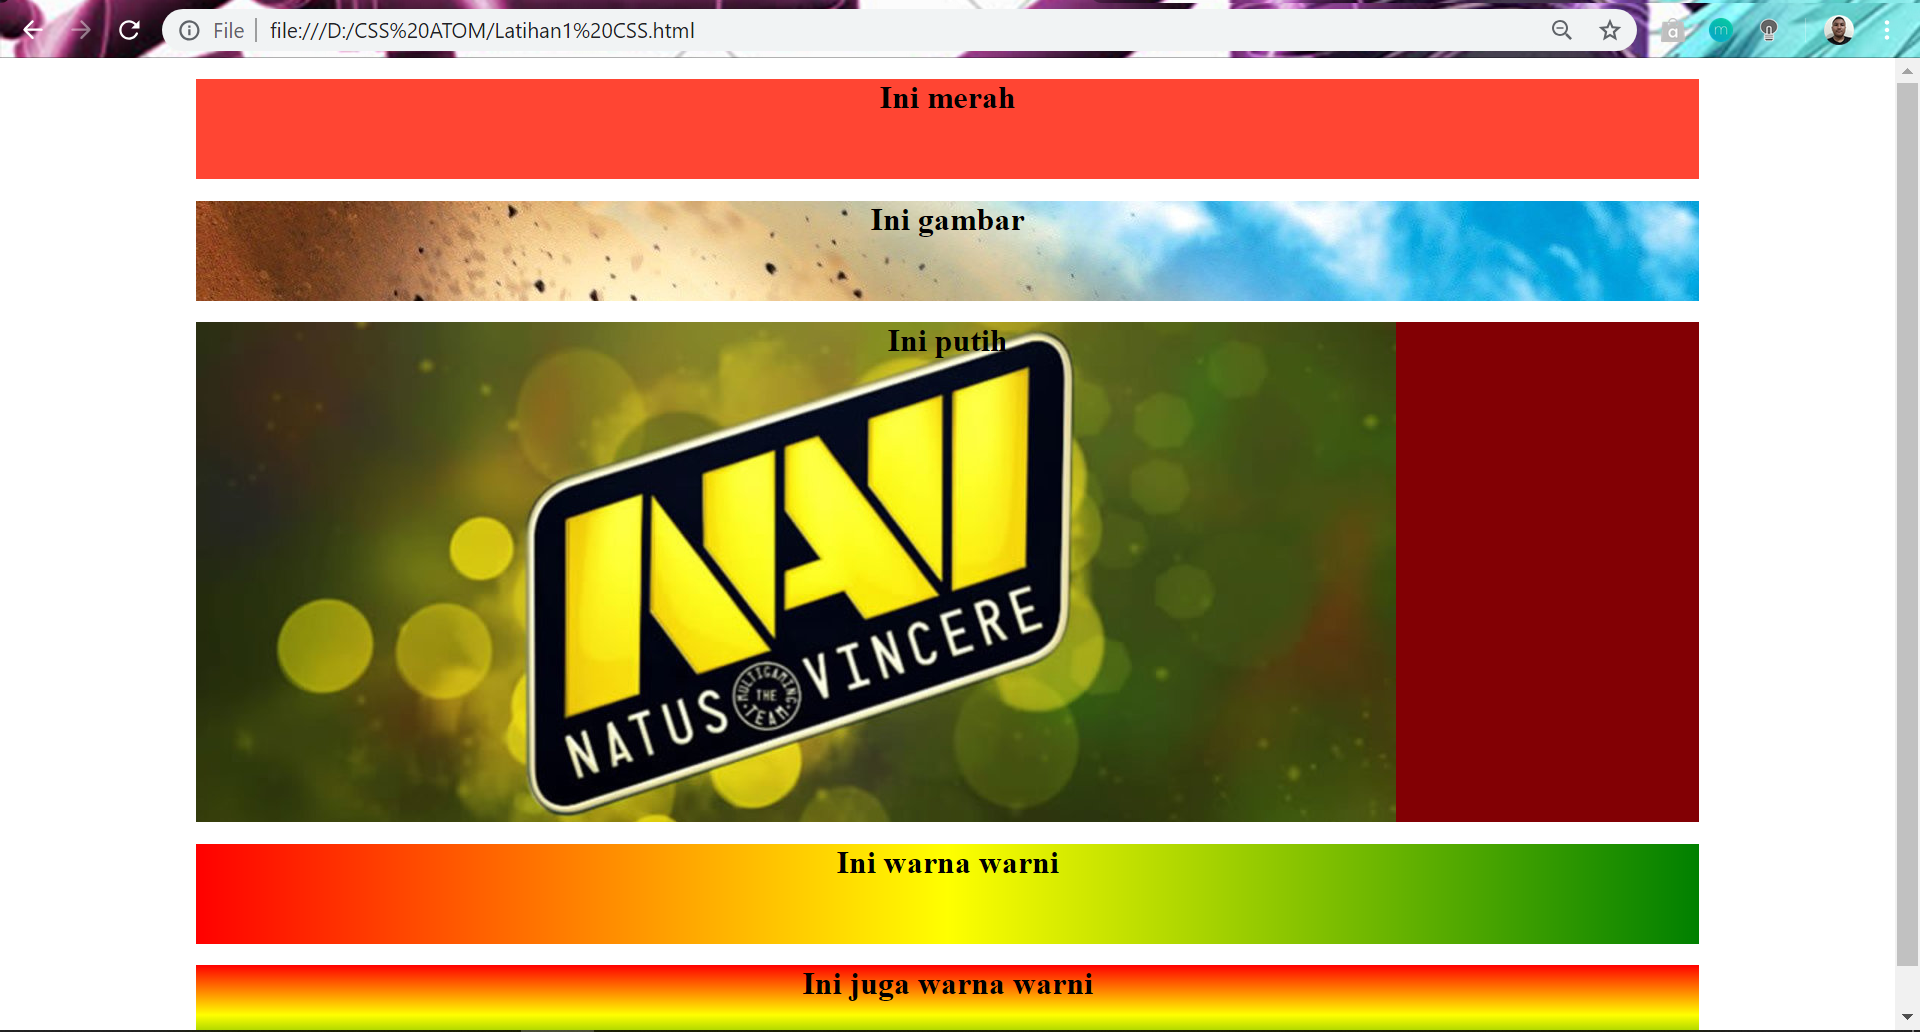 File
file:///D:/CSS%20ATOM/Latihan1%20CSS.html
a
m
Ini merah
Ini gambar
Ini putih
NAVI
NATUS VINCERE
MULTIGAMING
THE
TEAM
Ini warna warni
Ini juga warna warni